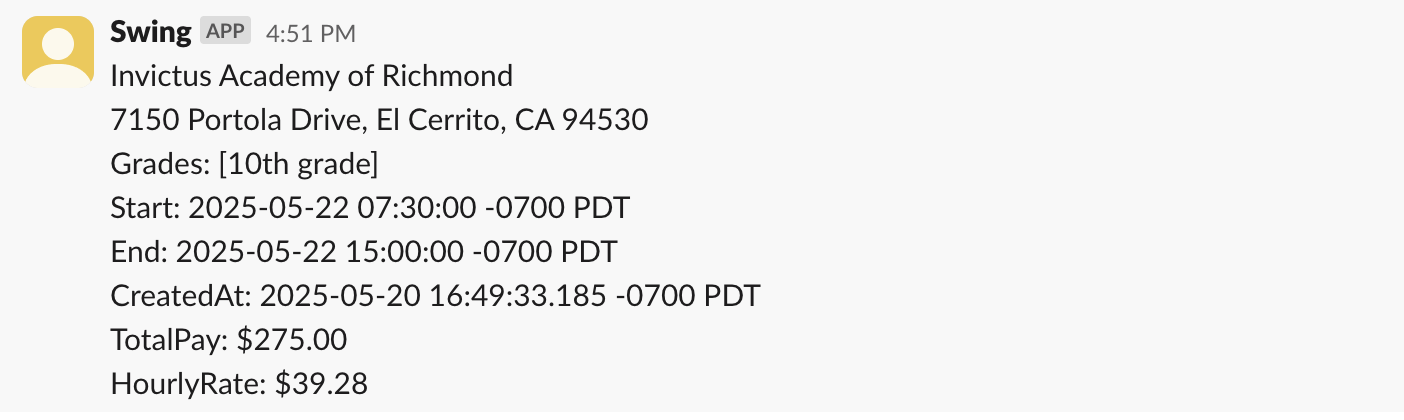 Swing APP 4:51 PM
Invictus Academy of Richmond
7150 Portola Drive, El Cerrito, CA 94530
Grades: [10th grade]
Start: 2025-05-22 07:30:00 -0700 PDT
End: 2025-05-22 15:00:00 -0700 PDT
CreatedAt: 2025-05-20 16:49:33.185 -0700 PDT
TotalPay: $275.00
HourlyRate: $39.28